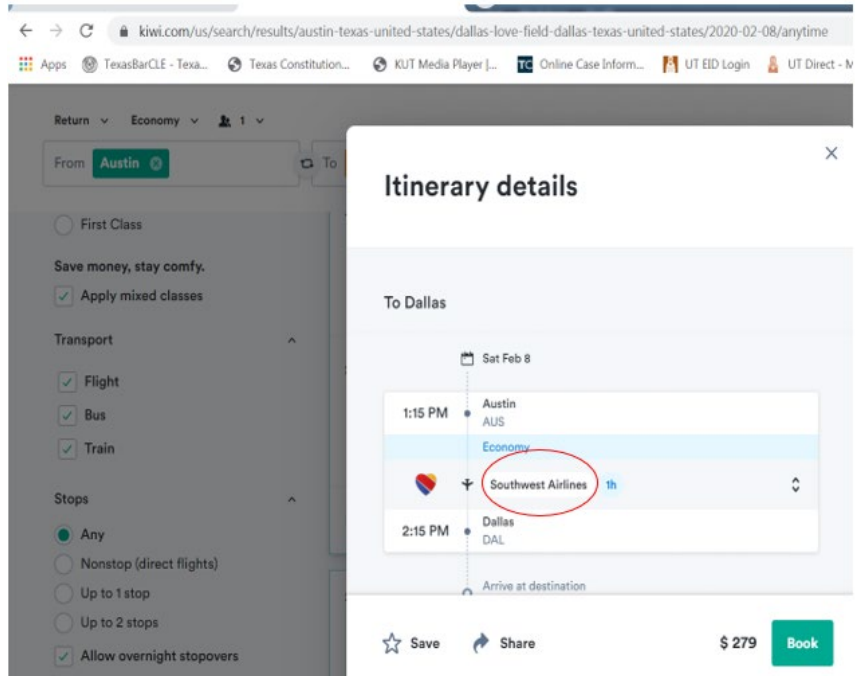 kiwi.com/us/search/results/austin-texas-united-states/dallas-love-field-dallas-texas-united-states/2020-02-08/anytime
Apps TexasBarCLE - Texa... Texas Constitution... KUT Media Player |... TC Online Case Inform... UT EID Login UT Direct - M
Return Economy 1
From Austin To
Itinerary details
First Class
Save money, stay comfy.
Apply mixed classes
To Dallas
Transport
Sat Feb 8
Flight
1:15 PM Austin
AUS
Bus
Economy
Train
Southwest Airlines 1h
Stops
2:15 PM Dallas
DAL
Any
Nonstop (direct flights)
Arrive at destination
Up to 1 stop
Up to 2 stops
Save Share $ 279 Book
Allow overnight stopovers